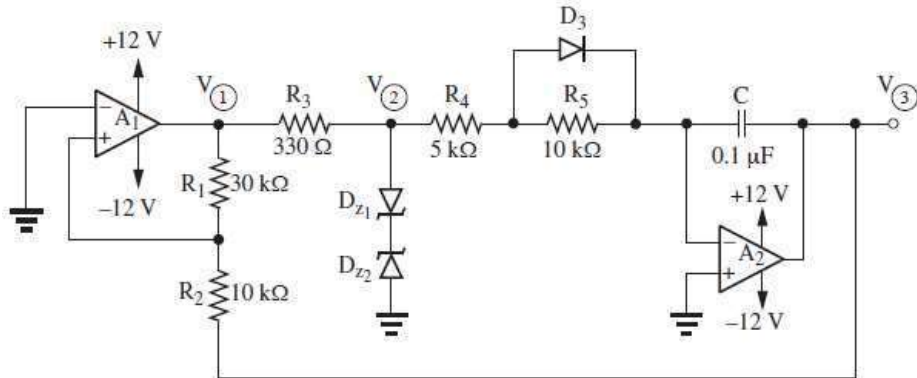 D3
+12 V
V①
V②
V③
R3
R4
R5
C
−
A1
+
330 Ω
5 kΩ
10 kΩ
0.1 μF
−12 V
R1
30 kΩ
Dz1
+12 V
−
A2
+
Dz2
R2
10 kΩ
−12 V